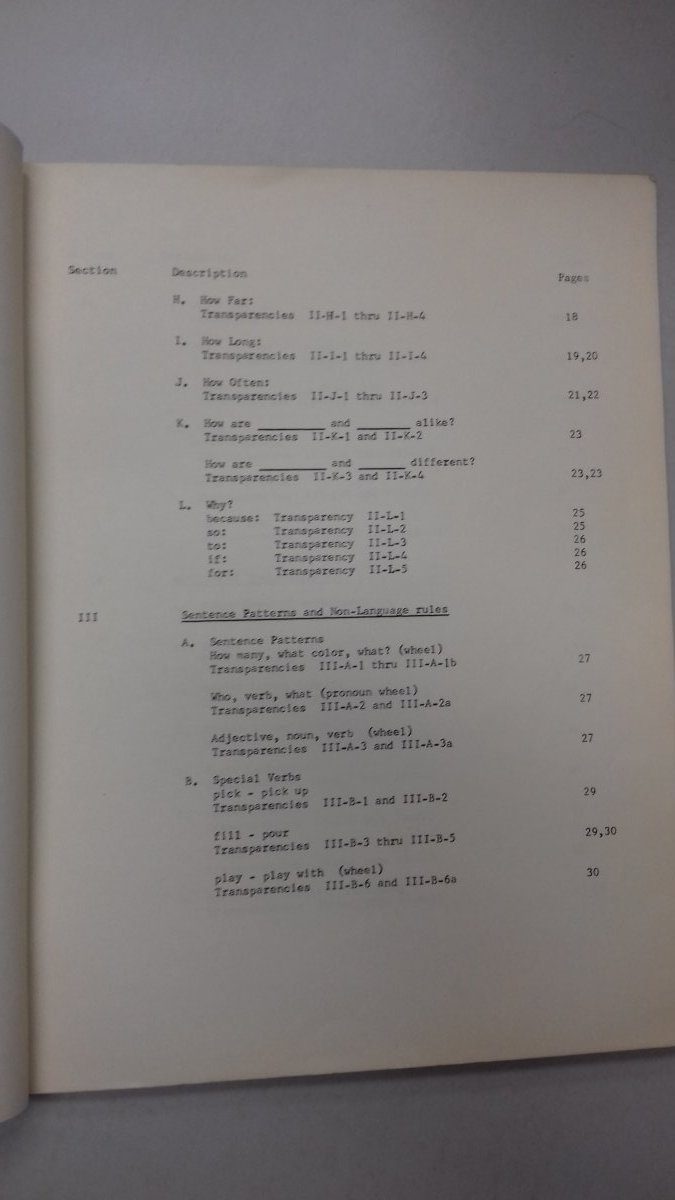 Section Description Pages
H. How Far:
Transparencies II-H-1 thru II-H-4 18
I. How Long:
Transparencies II-I-1 thru II-I-4 19,20
J. How Often:
Transparencies II-J-1 thru II-J-3 21,22
K. How are __________ and _______ alike?
Transparencies II-K-1 and II-K-2 23
How are __________ and _______ different?
Transparencies II-K-3 and II-K-4 23,23
L. Why?
because: Transparency II-L-1 25
so: Transparency II-L-2 25
to: Transparency II-L-3 26
if: Transparency II-L-4 26
for: Transparency II-L-5 26
III Sentence Patterns and Non-Language rules
A. Sentence Patterns
How many, what color, what? (wheel)
Transparencies III-A-1 thru III-A-1b 27
Who, verb, what (pronoun wheel)
Transparencies III-A-2 and III-A-2a 27
Adjective, noun, verb (wheel)
Transparencies III-A-3 and III-A-3a 27
B. Special Verbs
pick - pick up
Transparencies III-B-1 and III-B-2 29
fill - pour
Transparencies III-B-3 thru III-B-5 29,30
play - play with (wheel)
Transparencies III-B-6 and III-B-6a 30